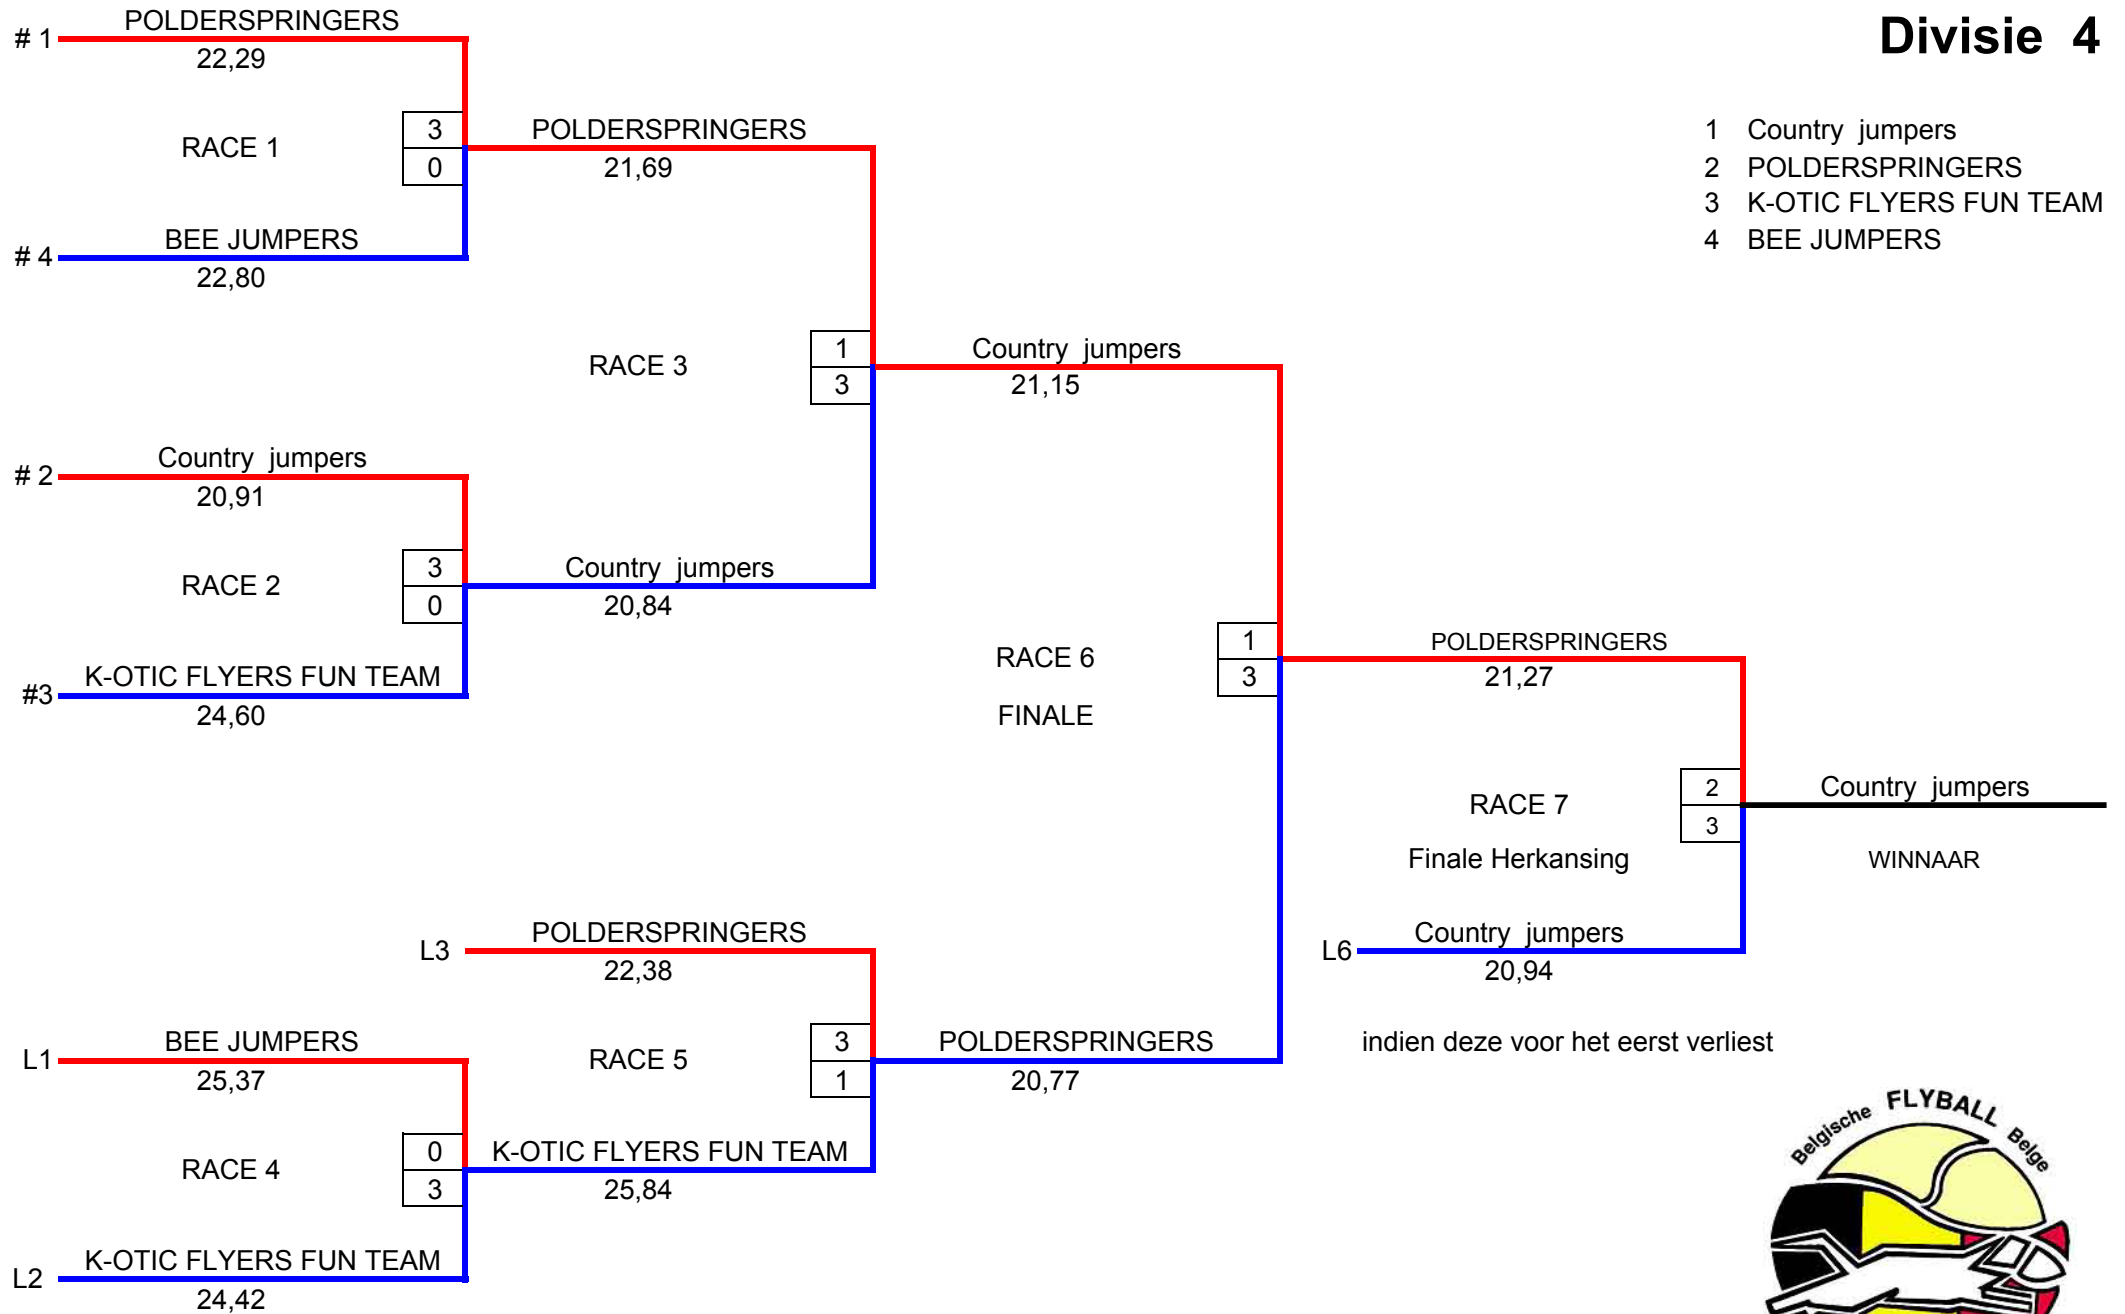 Divisie 4
# 1
POLDERSPRINGERS
22,29
RACE 1
3
0
# 4
BEE JUMPERS
22,80
POLDERSPRINGERS
21,69
1 Country jumpers
2 POLDERSPRINGERS
3 K-OTIC FLYERS FUN TEAM
4 BEE JUMPERS
RACE 3
1
3
Country jumpers
21,15
# 2
Country jumpers
20,91
RACE 2
3
0
Country jumpers
20,84
#3
K-OTIC FLYERS FUN TEAM
24,60
RACE 6
FINALE
1
3
POLDERSPRINGERS
21,27
RACE 7
Finale Herkansing
2
3
Country jumpers
WINNAAR
L3
POLDERSPRINGERS
22,38
L6
Country jumpers
20,94
indien deze voor het eerst verliest
L1
BEE JUMPERS
25,37
RACE 5
3
1
POLDERSPRINGERS
20,77
RACE 4
0
3
K-OTIC FLYERS FUN TEAM
25,84
L2
K-OTIC FLYERS FUN TEAM
24,42
Belgische FLYBALL Belge